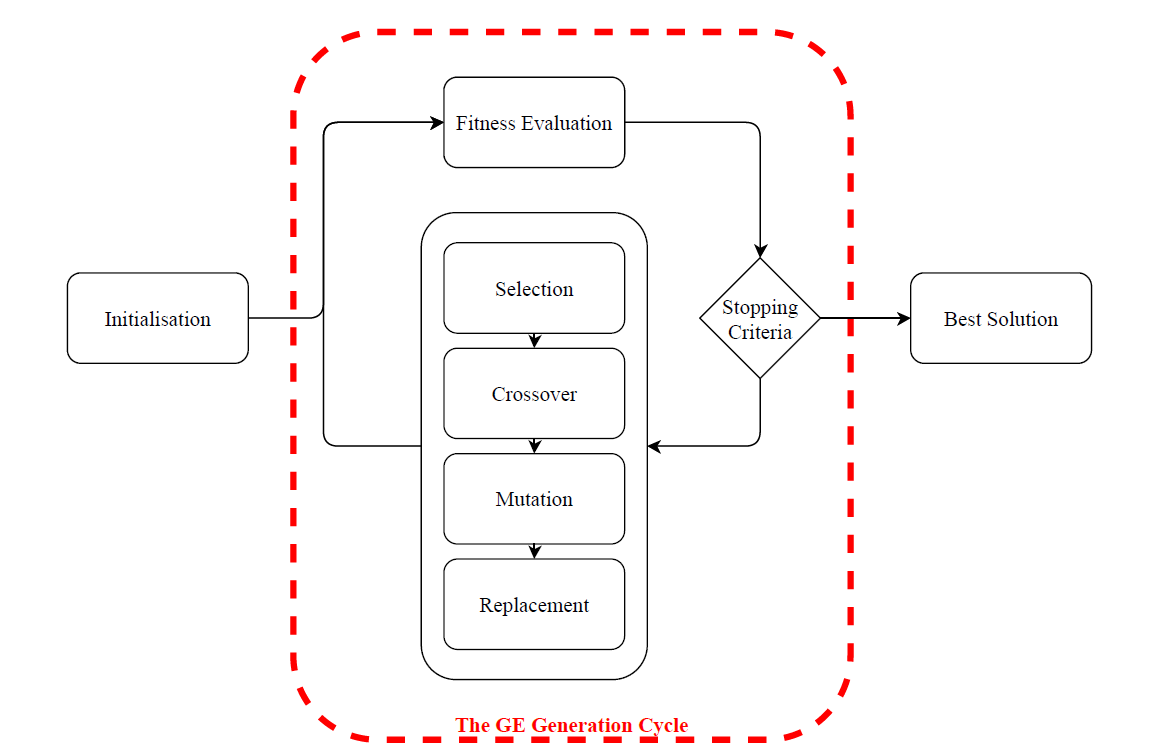 Fitness Evaluation
Initialisation
Selection
Crossover
Mutation
Replacement
Stopping
Criteria
Best Solution
The GE Generation Cycle